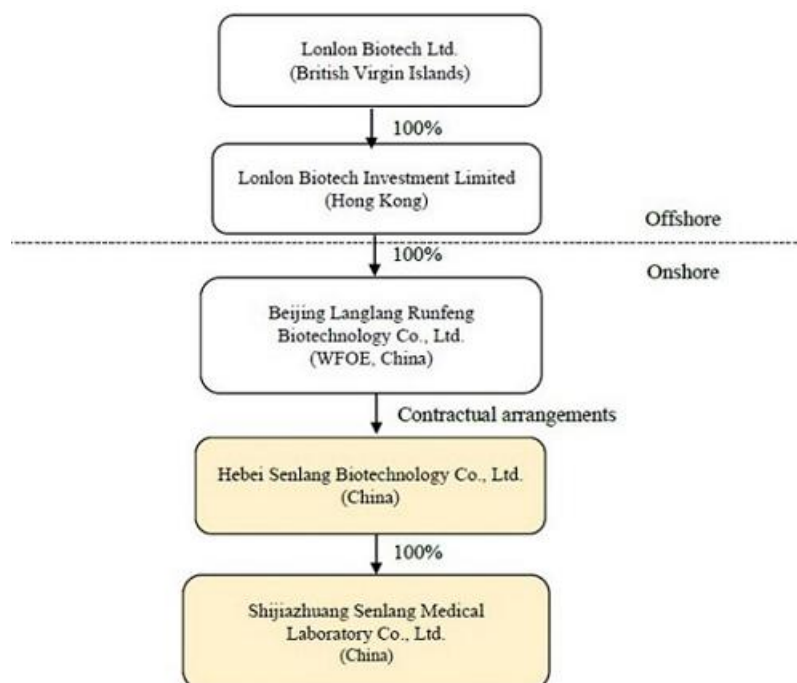 Lonlon Biotech Ltd.
(British Virgin Islands)
100%
Lonlon Biotech Investment Limited
(Hong Kong)
Offshore
100%
Onshore
Beijing Langlang Runfeng
Biotechnology Co., Ltd.
(WFOE, China)
Contractual arrangements
Hebei Senlang Biotechnology Co., Ltd.
(China)
100%
Shijiazhuang Senlang Medical
Laboratory Co., Ltd.
(China)